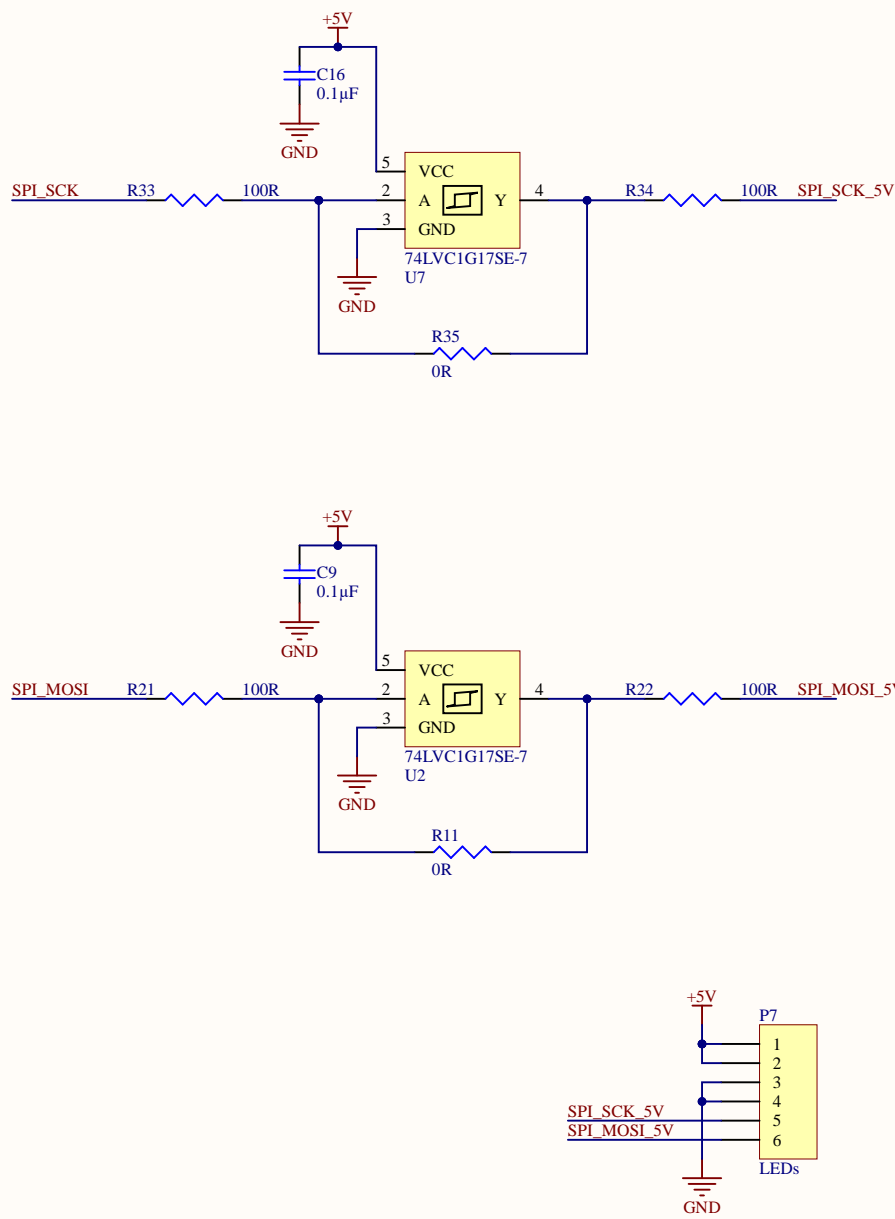 +5V
C16
0.1µF
GND
5 VCC
SPI_SCK R33 100R 2 A Y 4 R34 100R SPI_SCK_5V
3 GND
74LVC1G17SE-7
U7
GND
R35
0R
+5V
C9
0.1µF
GND
5 VCC
SPI_MOSI R21 100R 2 A Y 4 R22 100R SPI_MOSI_5V
3 GND
74LVC1G17SE-7
U2
GND
R11
0R
+5V
P7
1
2
3
4
SPI_SCK_5V 5
SPI_MOSI_5V 6
LEDs
GND